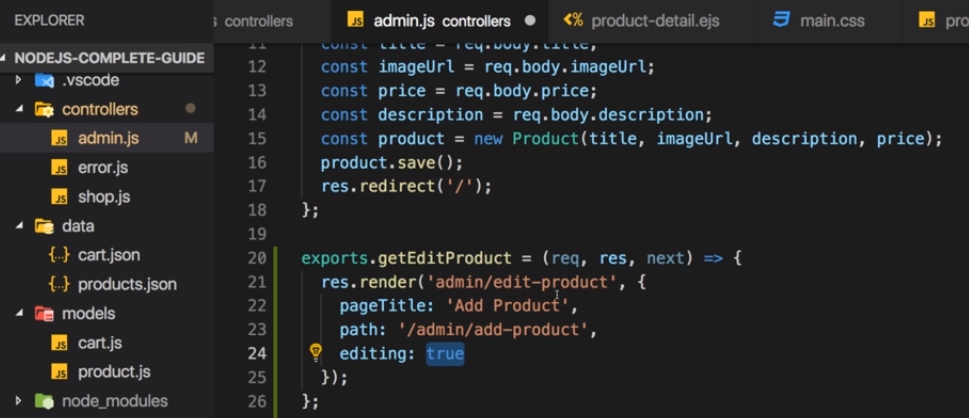 EXPLORER
NODEJS-COMPLETE-GUIDE
.vscode
controllers
JS admin.js M
JS error.js
JS shop.js
data
{..} cart.json
{..} products.json
models
JS cart.js
JS product.js
node_modules
s controllers
JS admin.js controllers
<% product-detail.ejs
main.css
JS pro
11 const title = req.body.title;
12 const imageUrl = req.body.imageUrl;
13 const price = req.body.price;
14 const description = req.body.description;
15 const product = new Product(title, imageUrl, description, price);
16 product.save();
17 res.redirect('/');
18 };
19
20 exports.getEditProduct = (req, res, next) => {
21 res.render('admin/edit-product', {
22 pageTitle: 'Add Product',
23 path: '/admin/add-product',
24 editing: true
25 });
26 };